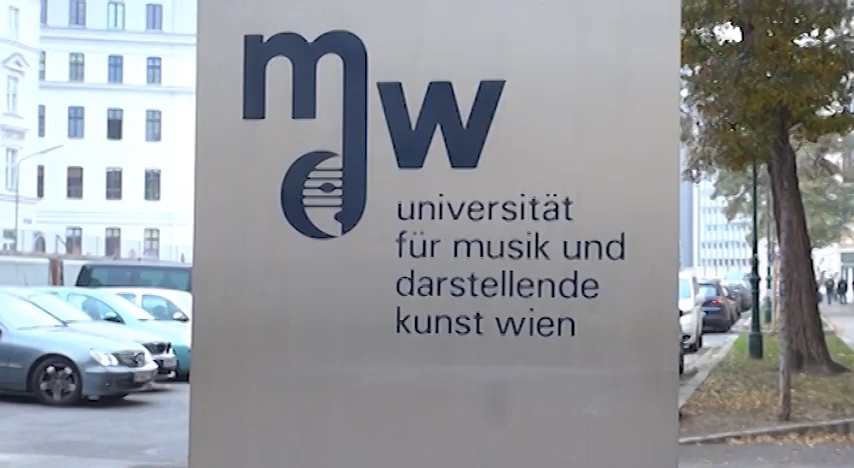 mdw
universität
für musik und
darstellende
kunst wien